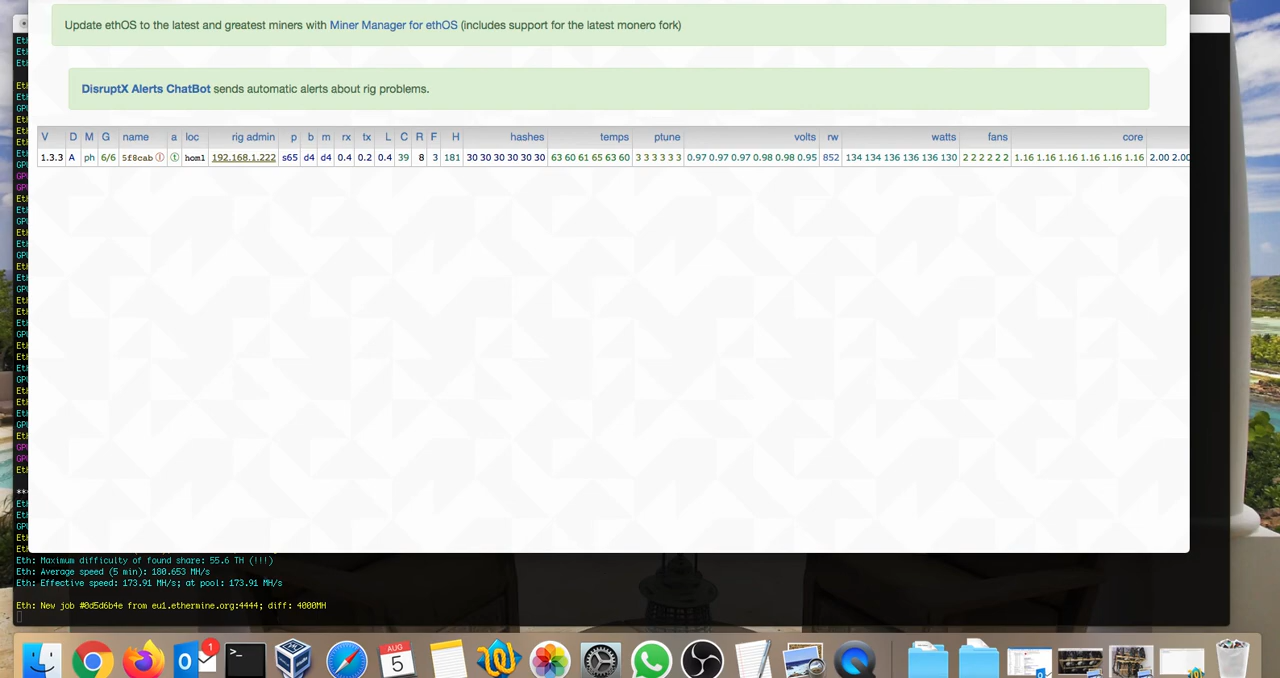 Update ethOS to the latest and greatest miners with Miner Manager for ethOS (includes support for the latest monero fork)
DisruptX Alerts ChatBot sends automatic alerts about rig problems.
V D M G name a loc rig admin p b m rx tx L C R F H hashes temps ptune volts rw watts fans core
1.3.3 A ph 6/6 5f8cab hom1 192.168.1.222 s65 d4 d4 0.4 0.2 0.4 39 8 3 181 30 30 30 30 30 30 63 60 61 65 63 60 3 3 3 3 3 3 0.97 0.97 0.97 0.98 0.98 0.95 852 134 134 136 136 136 130 2 2 2 2 2 2 1.16 1.16 1.16 1.16 1.16 1.16 2.00 2.00
Eth: Maximum difficulty of found share: 55.6 TH (!!!)
Eth: Average speed (5 min): 180.653 MH/s
Eth: Effective speed: 173.91 MH/s; at pool: 173.91 MH/s
Eth: New job #0d5d6b4e from eu1.ethermine.org:4444; diff: 4000MH
1
AUG
5